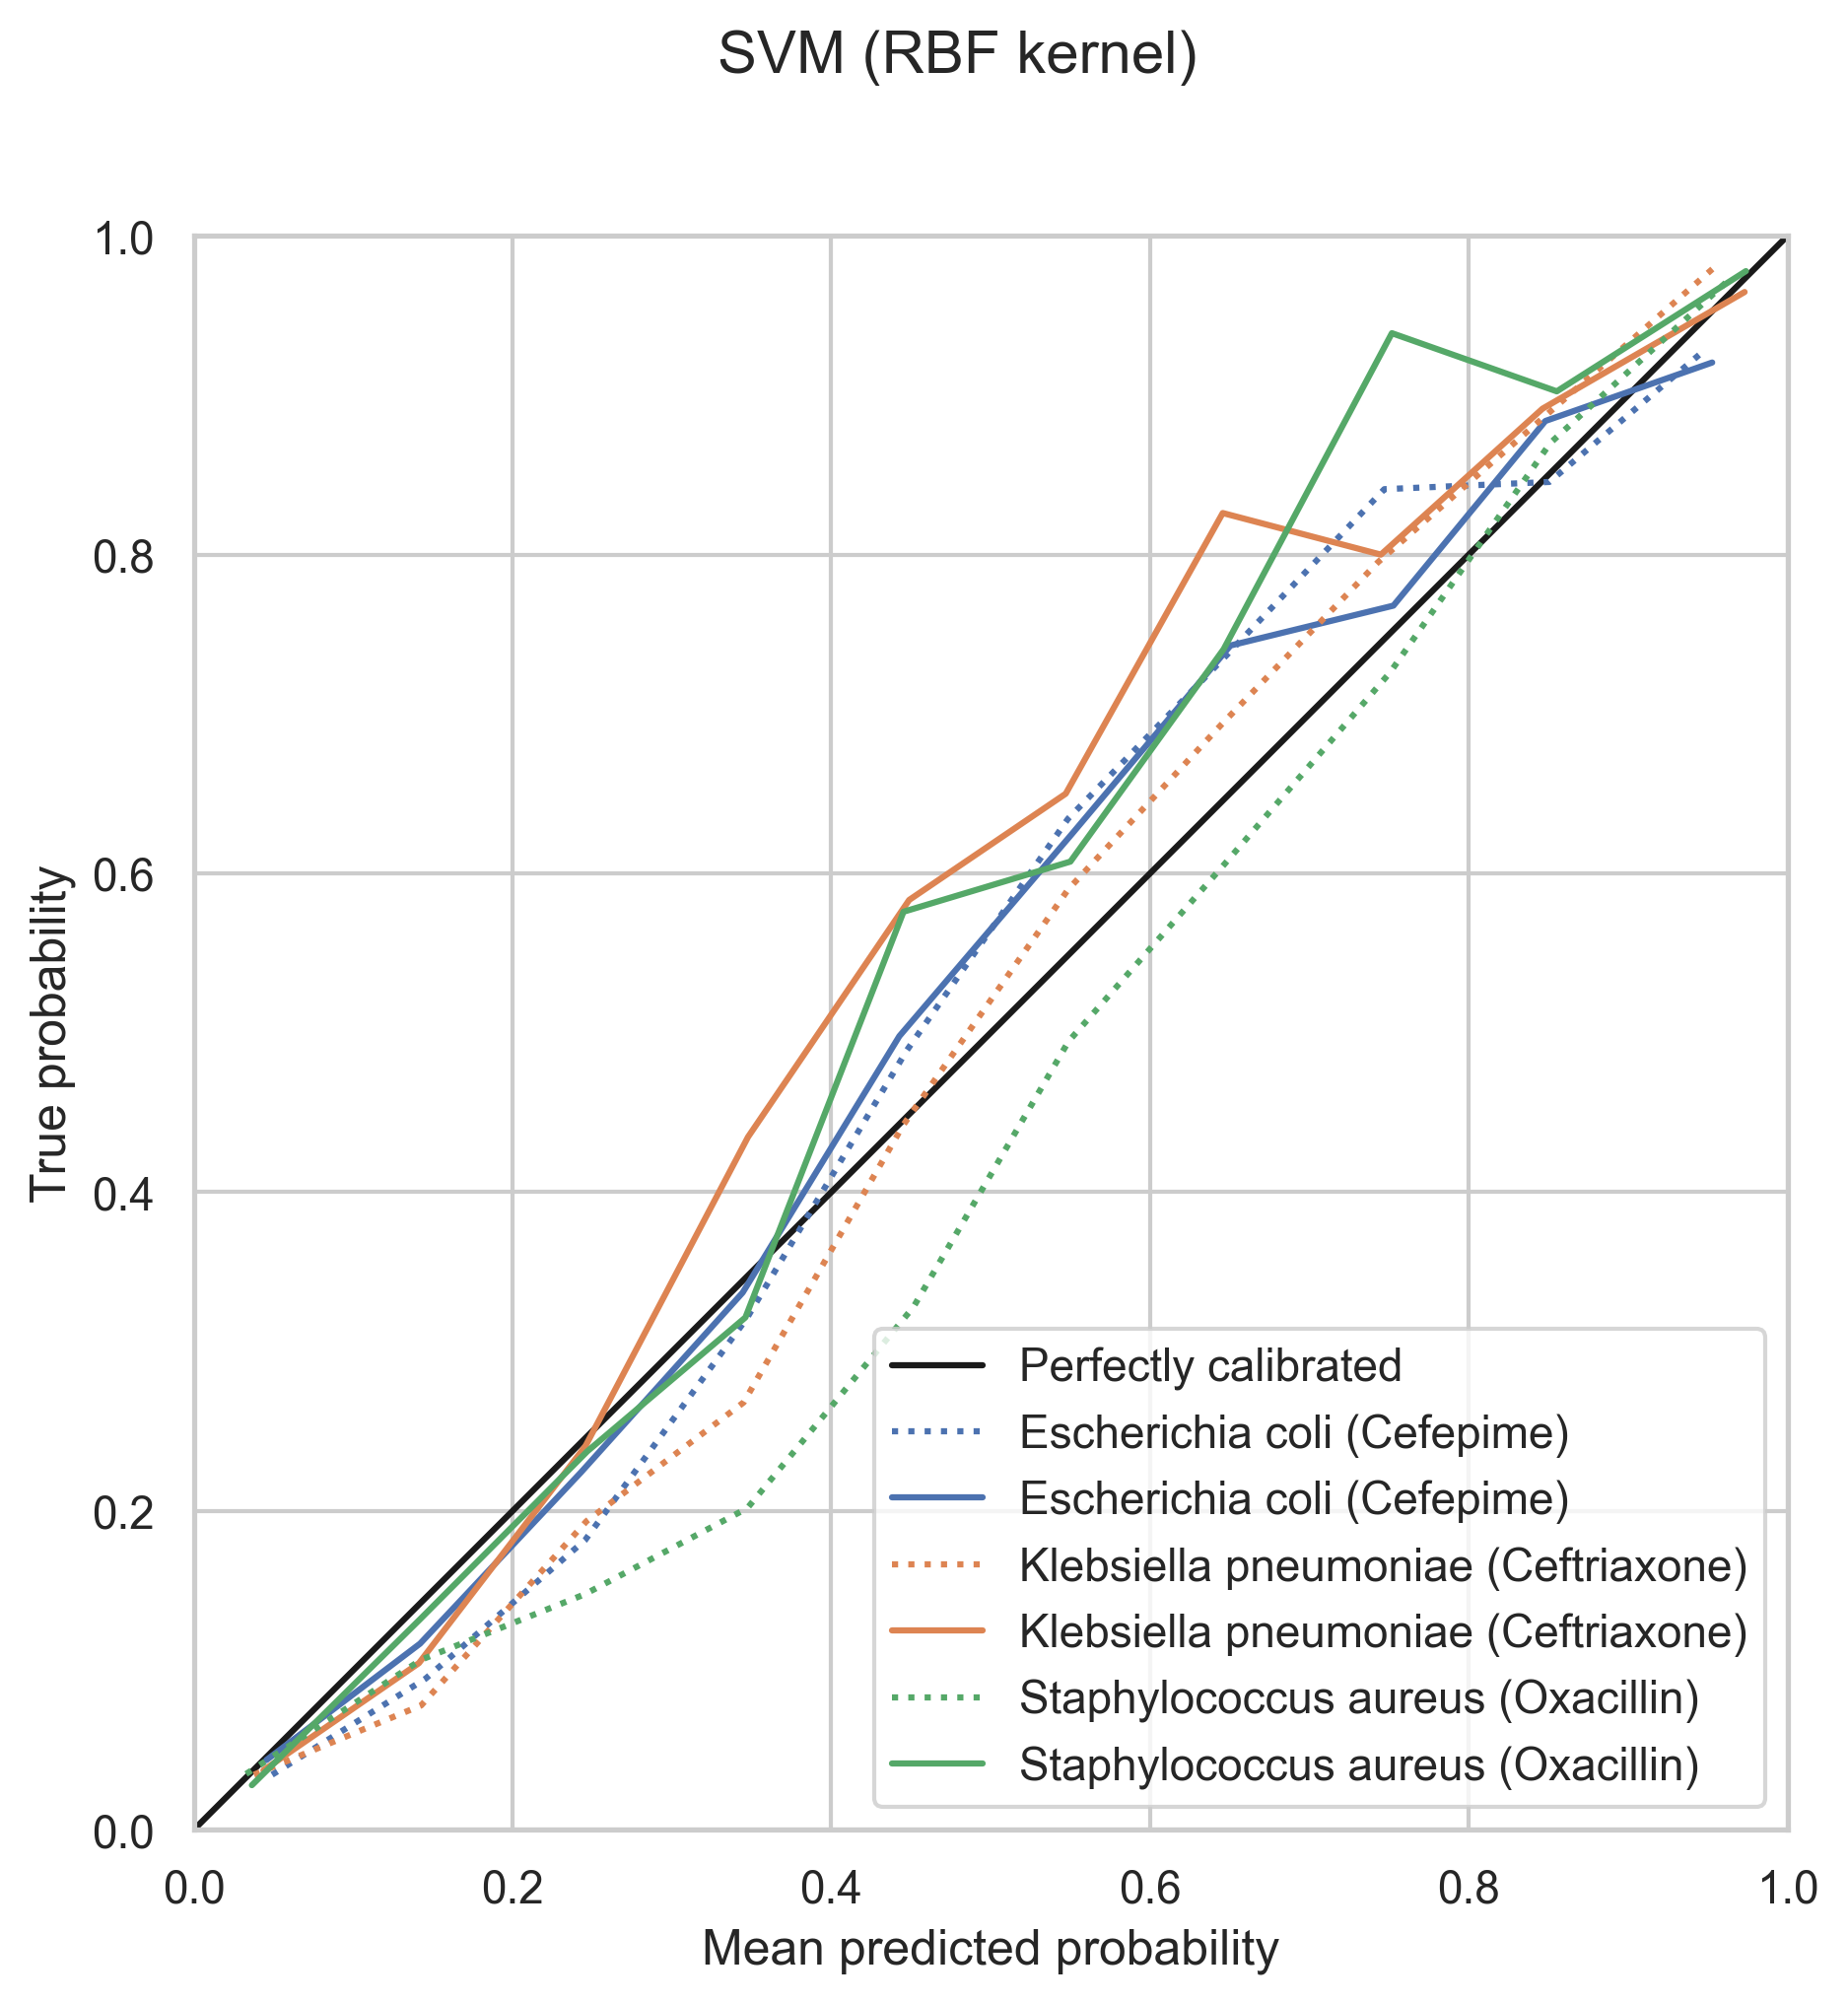 SVM (RBF kernel)
1.0
0.8
0.6
0.4
0.2
0.0
True probability
Perfectly calibrated
Escherichia coli (Cefepime)
Escherichia coli (Cefepime)
Klebsiella pneumoniae (Ceftriaxone)
Klebsiella pneumoniae (Ceftriaxone)
Staphylococcus aureus (Oxacillin)
Staphylococcus aureus (Oxacillin)
0.0 0.2 0.4 0.6 0.8 1.0
Mean predicted probability